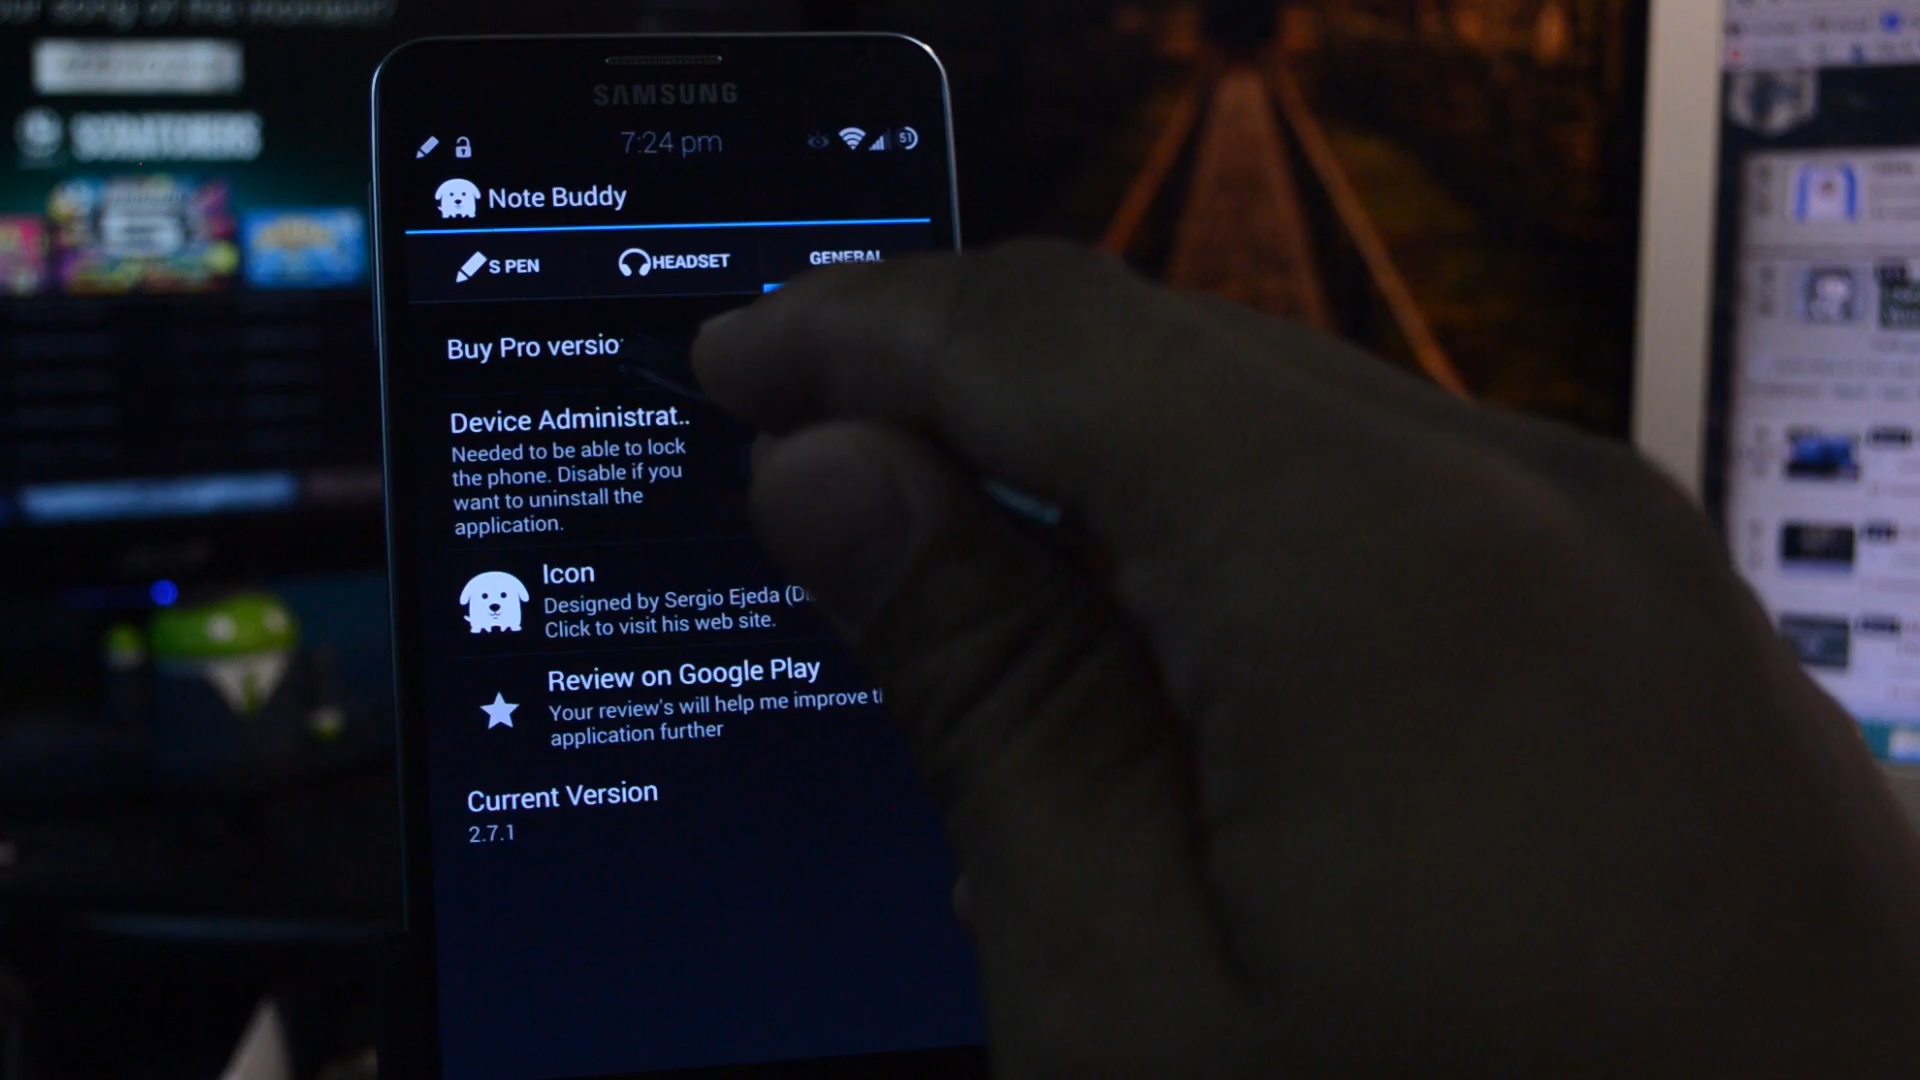 SAMSUNG
7:24 pm
51
Note Buddy
S PEN
HEADSET
GENERAL
Buy Pro versio
Device Administrat..
Needed to be able to lock
the phone. Disable if you
want to uninstall the
application.
Icon
Designed by Sergio Ejeda (D
Click to visit his web site.
Review on Google Play
Your review's will help me improve t
application further
Current Version
2.7.1